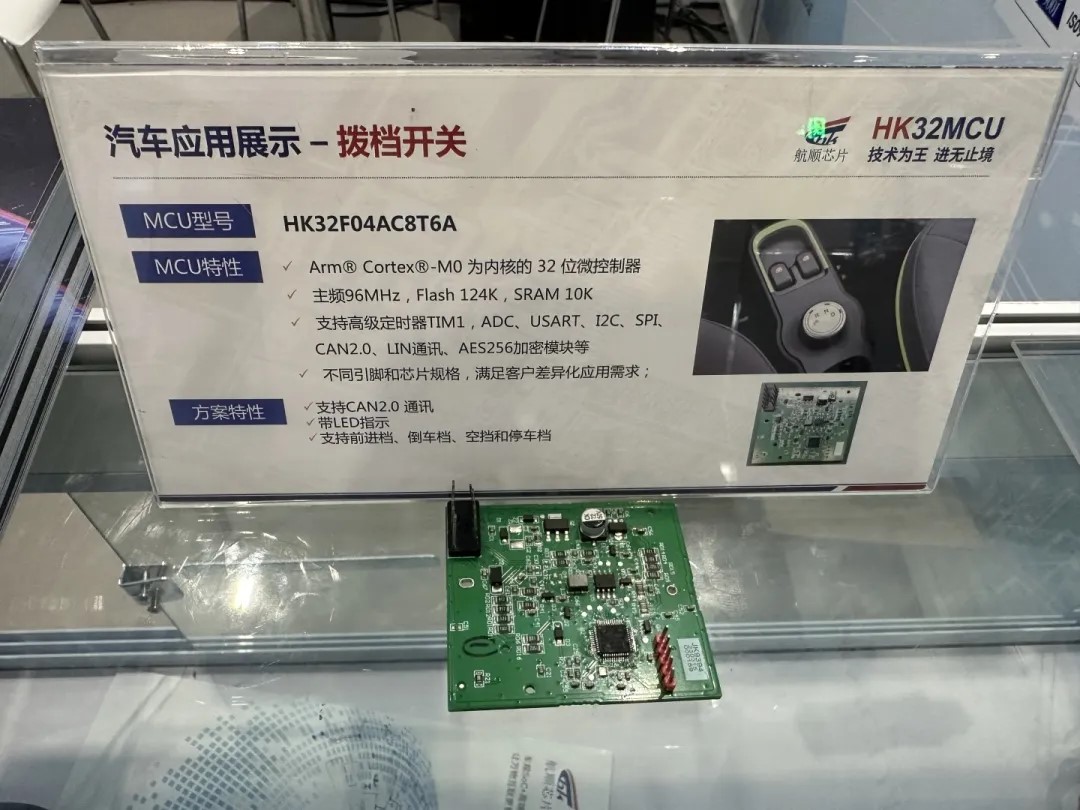 汽车应用展示 – 拨档开关
航顺芯片
HK32MCU
技术为王 进无止境
MCU型号
HK32F04AC8T6A
MCU特性
✓ Arm® Cortex®-M0 为内核的 32 位微控制器
✓ 主频96MHz，Flash 124K，SRAM 10K
✓ 支持高级定时器TIM1，ADC、USART、I2C、SPI、
CAN2.0、LIN通讯、AES256加密模块等
✓ 不同引脚和芯片规格，满足客户差异化应用需求；
方案特性
✓支持CAN2.0 通讯
✓带LED指示
✓支持前进档、倒车档、空挡和停车档
航顺芯片